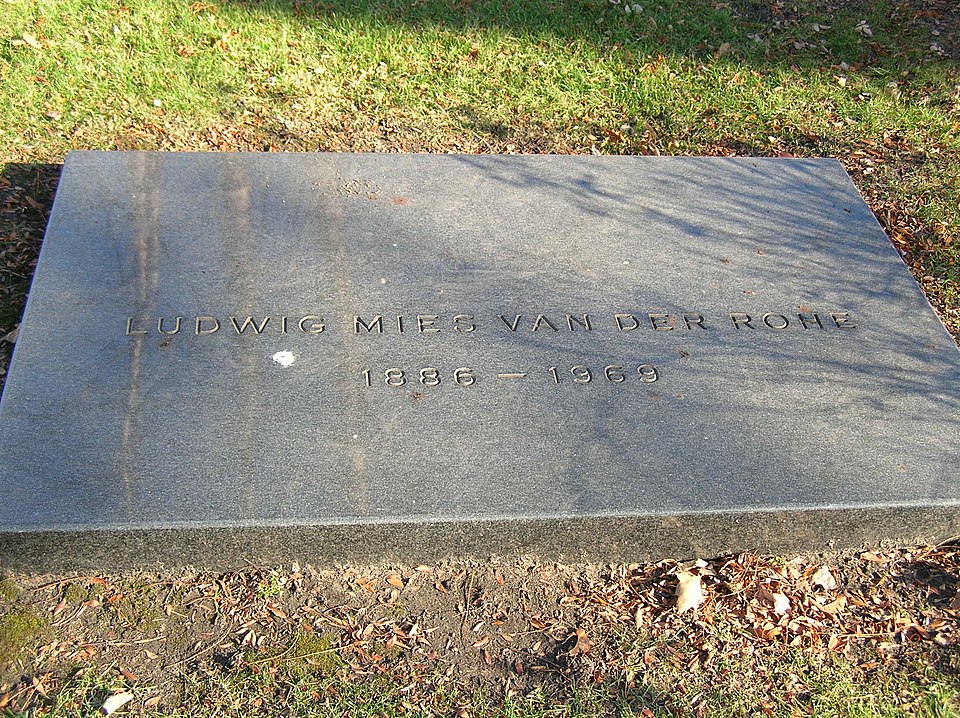 LUDWIG MIES VAN DER ROHE
1886 – 1969